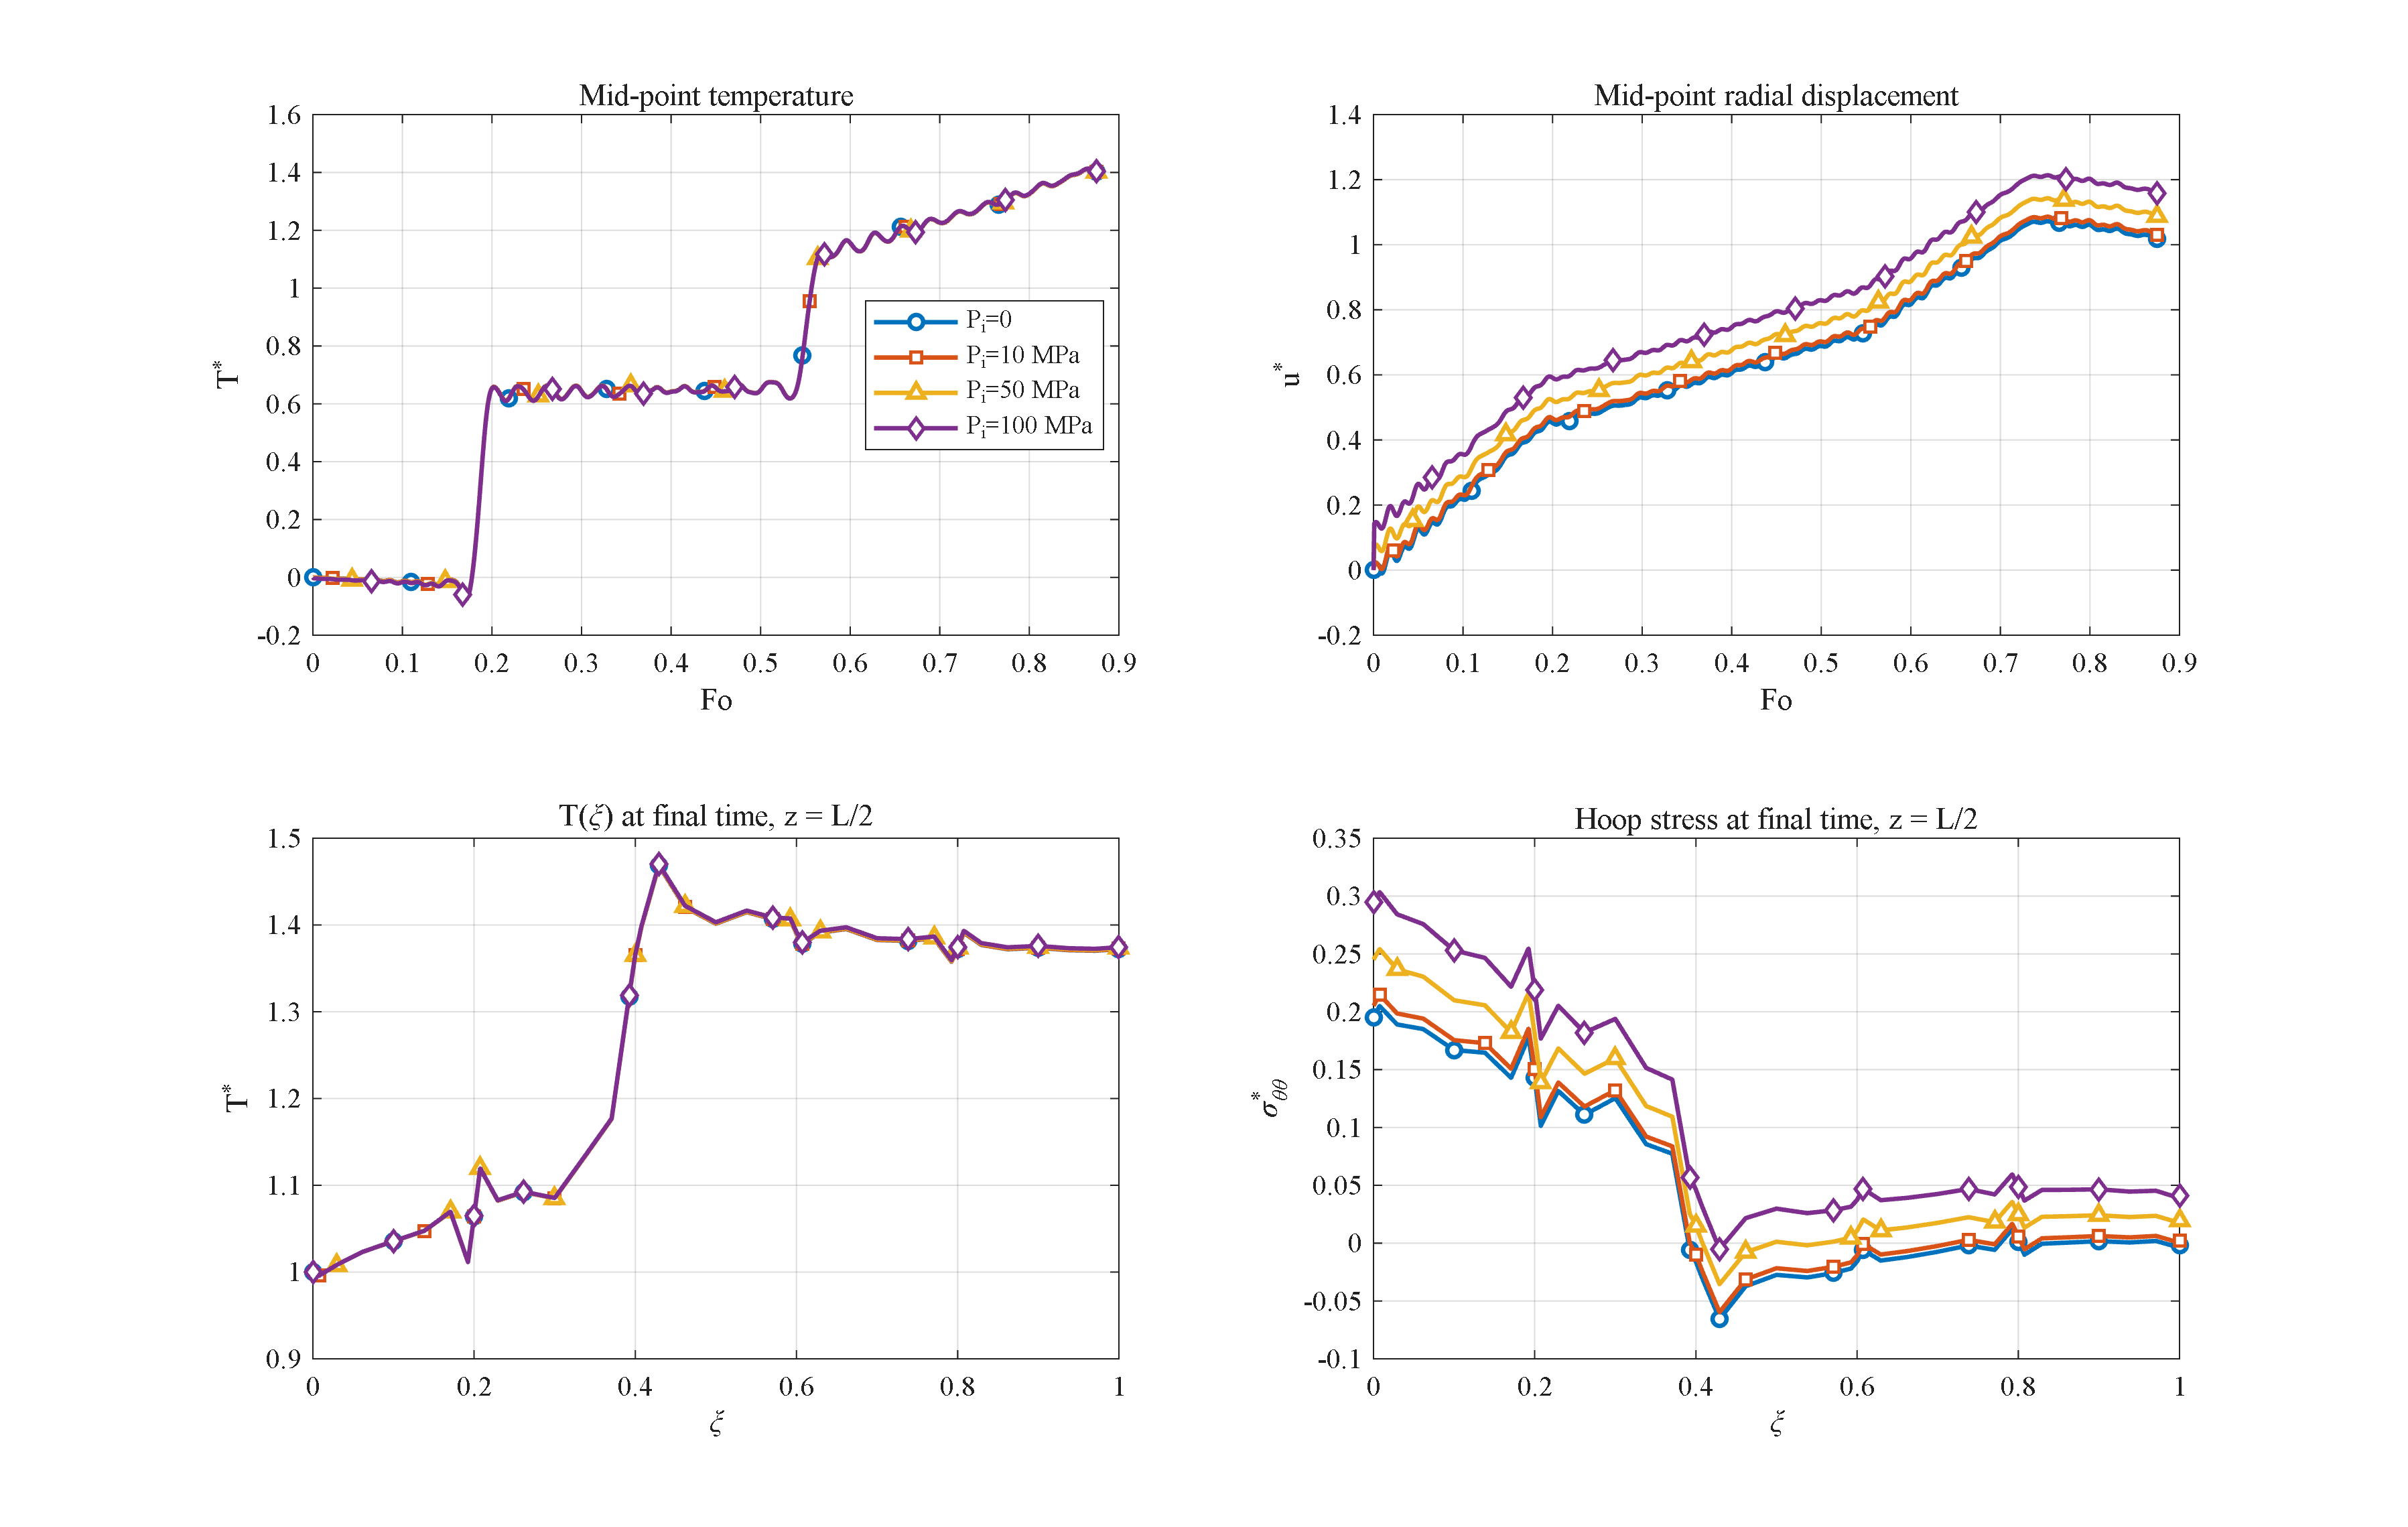 Mid-point temperature
1.6
1.4
1.2
1
0.8
0.6
0.4
0.2
0
-0.2
T*
0 0.1 0.2 0.3 0.4 0.5 0.6 0.7 0.8 0.9
Fo
Pi=0
Pi=10 MPa
Pi=50 MPa
Pi=100 MPa
Mid-point radial displacement
1.4
1.2
1
0.8
0.6
0.4
0.2
0
-0.2
u*
0 0.1 0.2 0.3 0.4 0.5 0.6 0.7 0.8 0.9
Fo
T(ξ) at final time, z = L/2
1.5
1.4
1.3
1.2
1.1
1
0.9
T*
0 0.2 0.4 0.6 0.8 1
ξ
Hoop stress at final time, z = L/2
0.35
0.3
0.25
0.2
0.15
0.1
0.05
0
-0.05
-0.1
σ*θθ
0 0.2 0.4 0.6 0.8 1
ξ